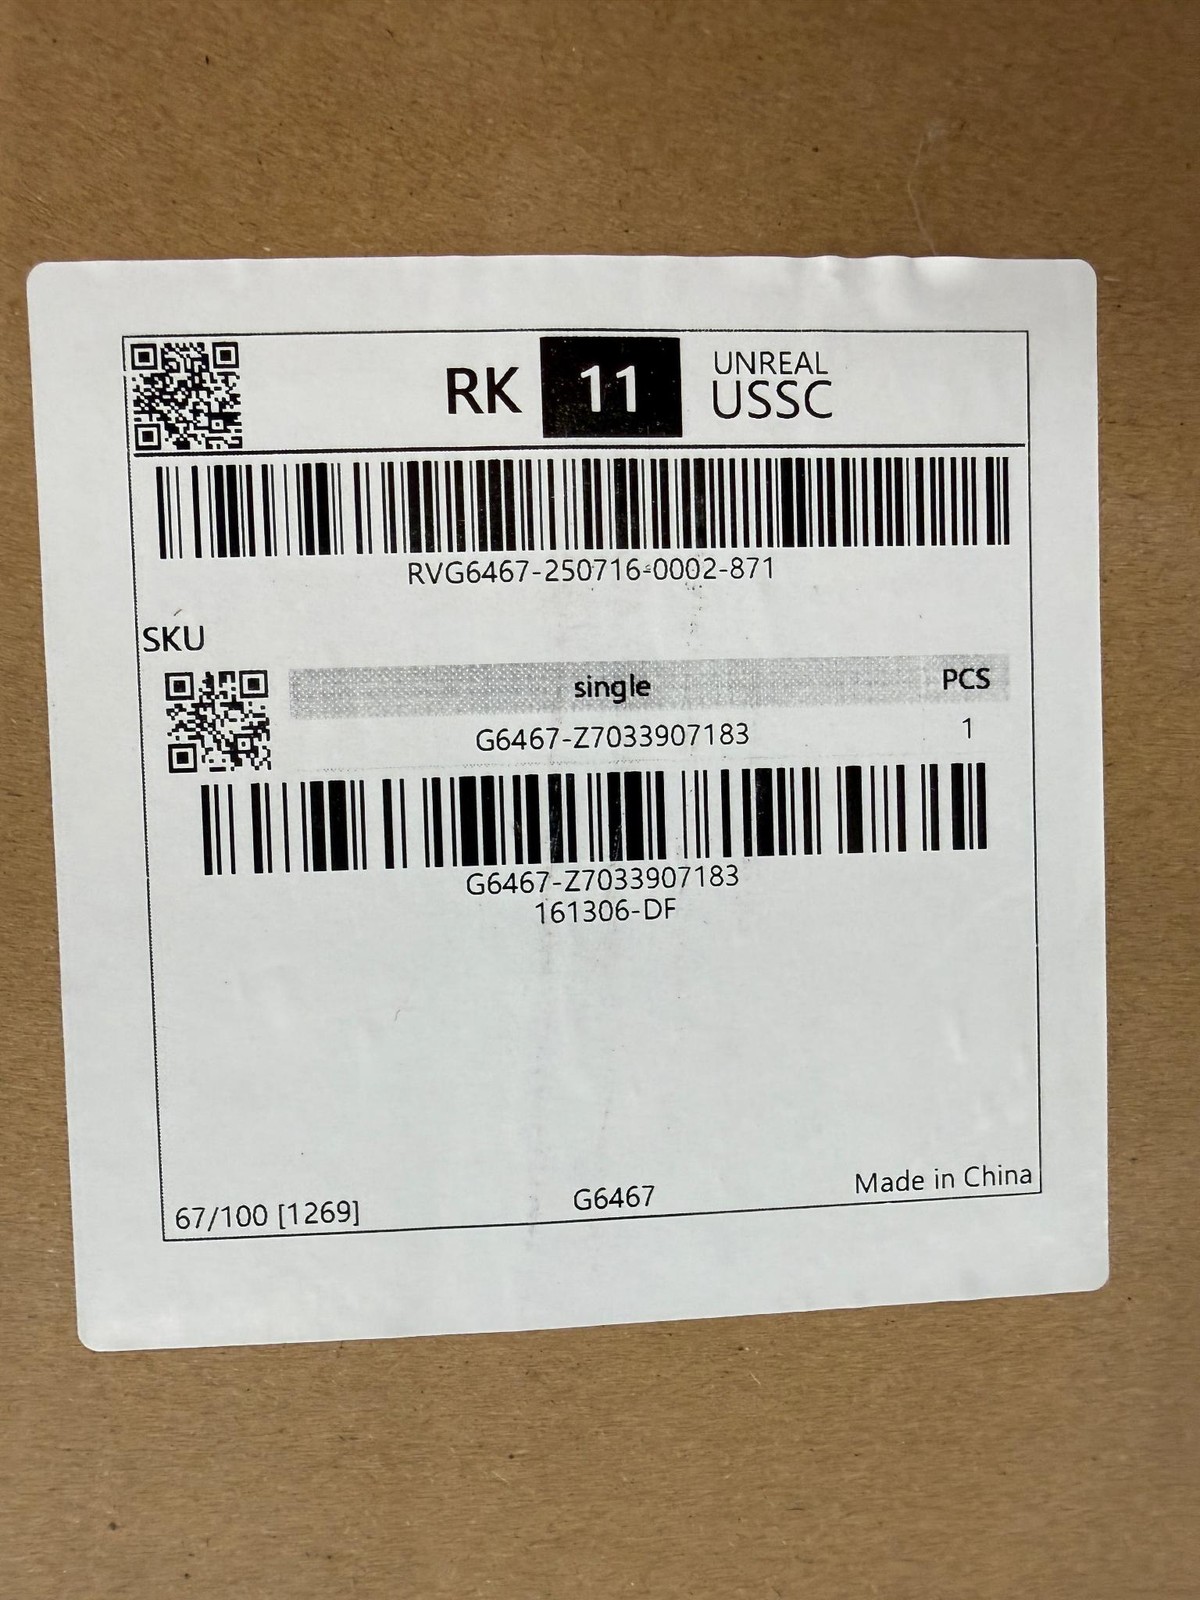 RK 11 UNREAL
USSC
RVG6467-250716-0002-871
SKU
single PCS
G6467-Z7033907183 1
G6467-Z7033907183
161306-DF
67/100 [1269] G6467 Made in China